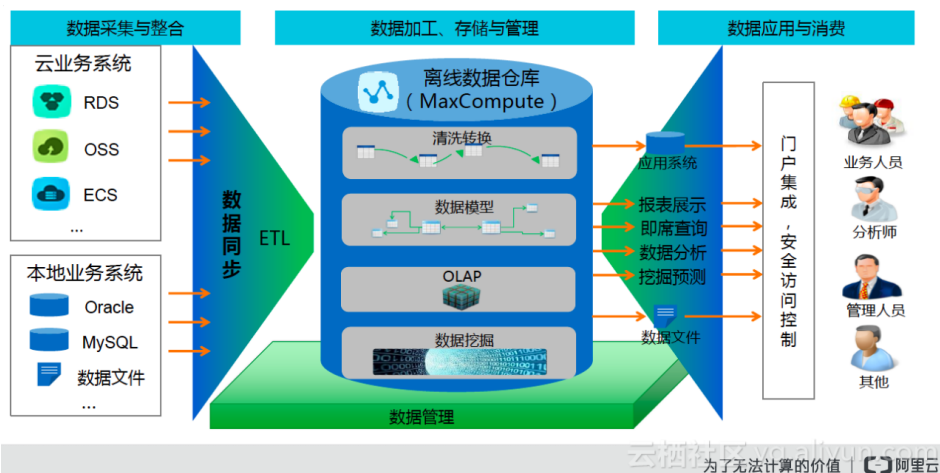 数据采集与整合
数据加工、存储与管理
数据应用与消费
云业务系统
RDS
OSS
ECS
...
本地业务系统
Oracle
MySQL
数据文件
...
数据同步
ETL
离线数据仓库
（MaxCompute）
清洗转换
数据模型
OLAP
数据挖掘
数据管理
应用系统
报表展示
即席查询
数据分析
挖掘预测
数据文件
门户集成，安全访问控制
业务人员
分析师
管理人员
其他
云栖社区 yq.aliyun.com
为了无法计算的价值 | 阿里云